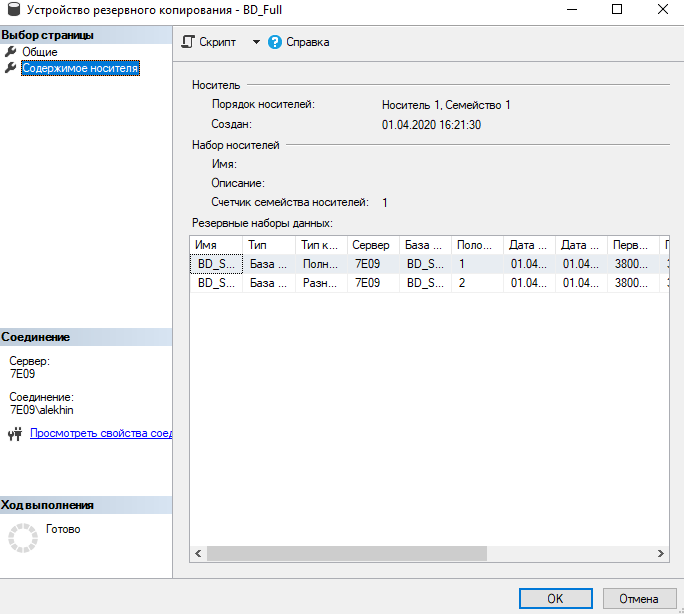 Устройство резервного копирования - BD_Full
Выбор страницы
Общие
Содержимое носителя
Скрипт
Справка
Носитель
Порядок носителей: Носитель 1, Семейство 1
Создан: 01.04.2020 16:21:30
Набор носителей
Имя:
Описание:
Счетчик семейства носителей: 1
Резервные наборы данных:
Имя Тип Тип к... Сервер База ... Поло... Дата ... Дата ... Перв...
BD_S... База ... Полн... 7E09 BD_S... 1 01.04... 01.04... 3800...
BD_S... База ... Разн... 7E09 BD_S... 2 01.04... 01.04... 3800...
Соединение
Сервер:
7E09
Соединение:
7E09\alekhin
Просмотреть свойства соед
Ход выполнения
Готово
OK
Отмена